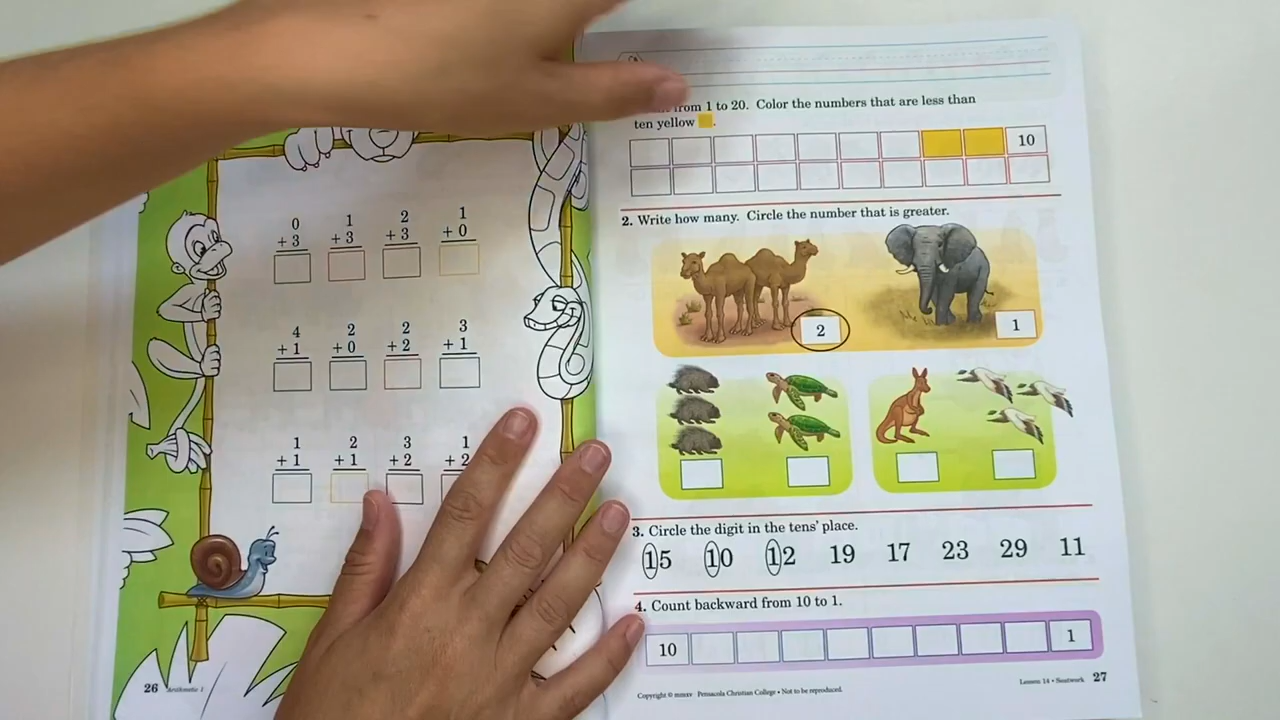 0 1 2 1
+ 3 + 3 + 3 + 0
4 2 2 3
+ 1 + 0 + 2 + 1
1 2 3 1
+ 1 + 1 + 2 + 2
26 Arithmetic 1
from 1 to 20. Color the numbers that are less than
ten yellow .
10
2. Write how many. Circle the number that is greater.
2 1
3. Circle the digit in the tens' place.
15 10 12 19 17 23 29 11
4. Count backward from 10 to 1.
10 1
Copyright © mmxv Pensacola Christian College • Not to be reproduced.
Lesson 14 • Seatwork 27